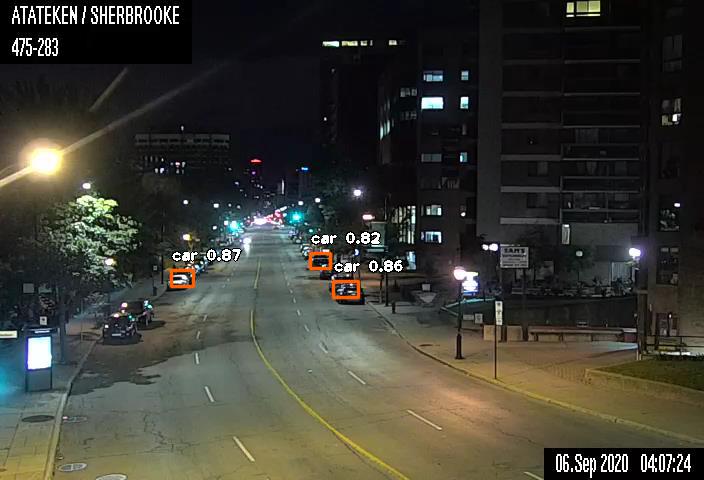 ATATEKEN / SHERBROOKE
475-283
car 0.82
car 0.87
car 0.86
06.Sep 2020 04:07:24